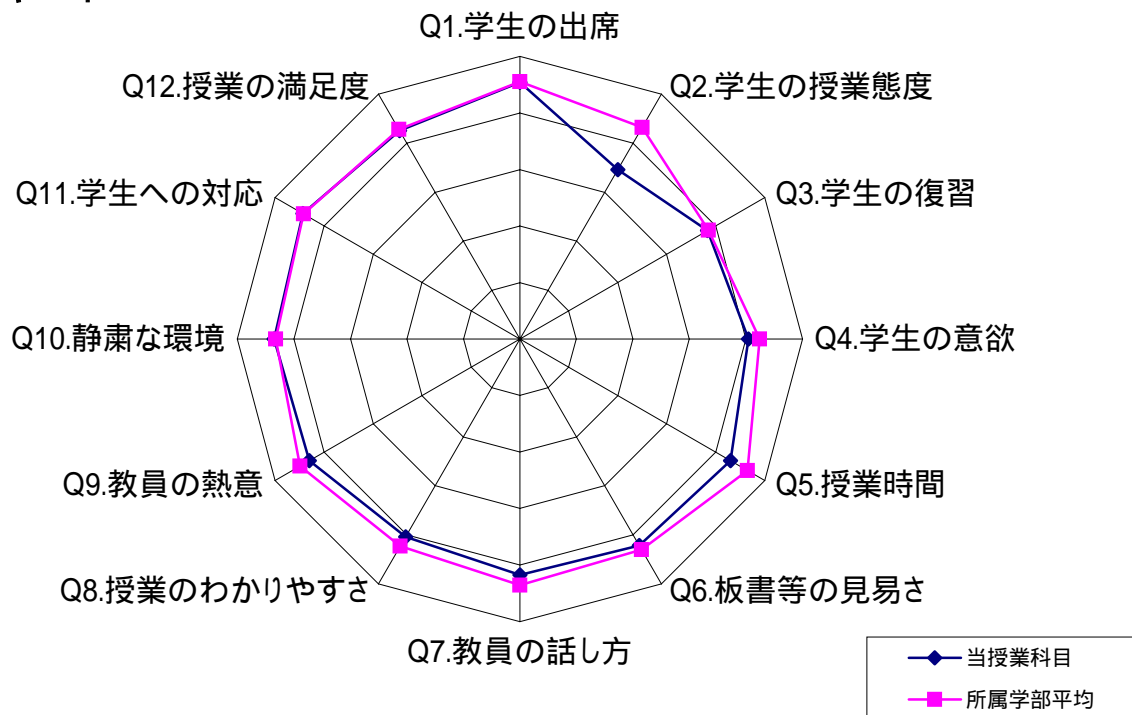 Q1.学生の出席
Q2.学生の授業態度
Q3.学生の復習
Q4.学生の意欲
Q5.授業時間
Q6.板書等の見易さ
Q7.教員の話し方
Q8.授業のわかりやすさ
Q9.教員の熱意
Q10.静粛な環境
Q11.学生への対応
Q12.授業の満足度
当授業科目
所属学部平均